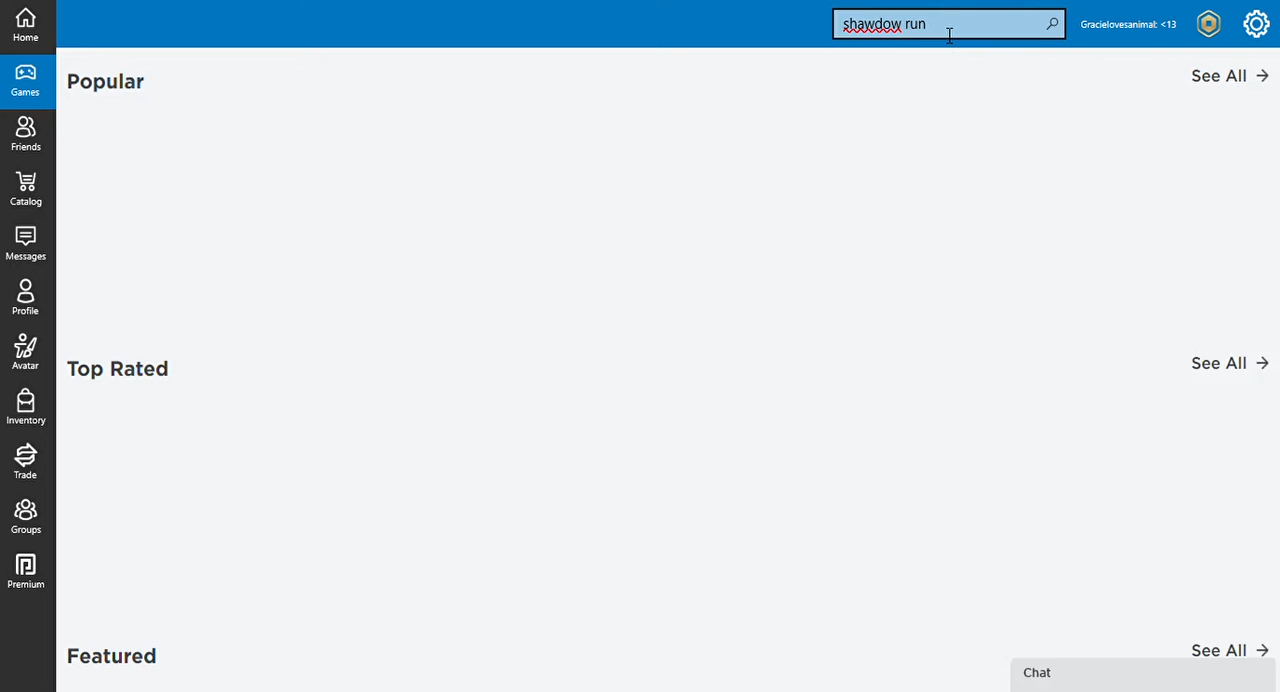 shawdow run
Gracielovesanimal: <13
Home
Games
Friends
Catalog
Messages
Profile
Avatar
Inventory
Trade
Groups
Premium
Popular
See All
Top Rated
See All
Featured
See All
Chat